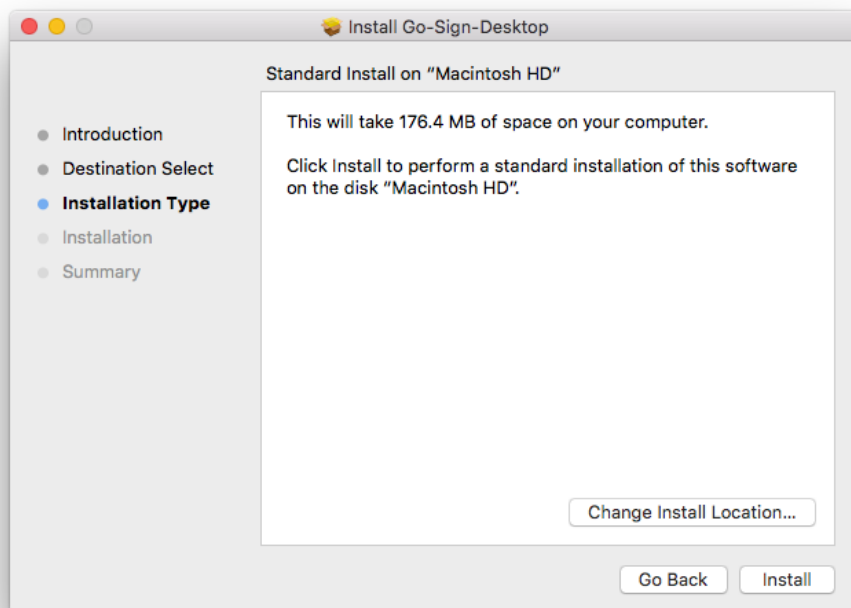 Install Go-Sign-Desktop
Standard Install on “Macintosh HD”
Introduction
Destination Select
Installation Type
Installation
Summary
This will take 176.4 MB of space on your computer.
Click Install to perform a standard installation of this software
on the disk “Macintosh HD”.
Change Install Location...
Go Back
Install